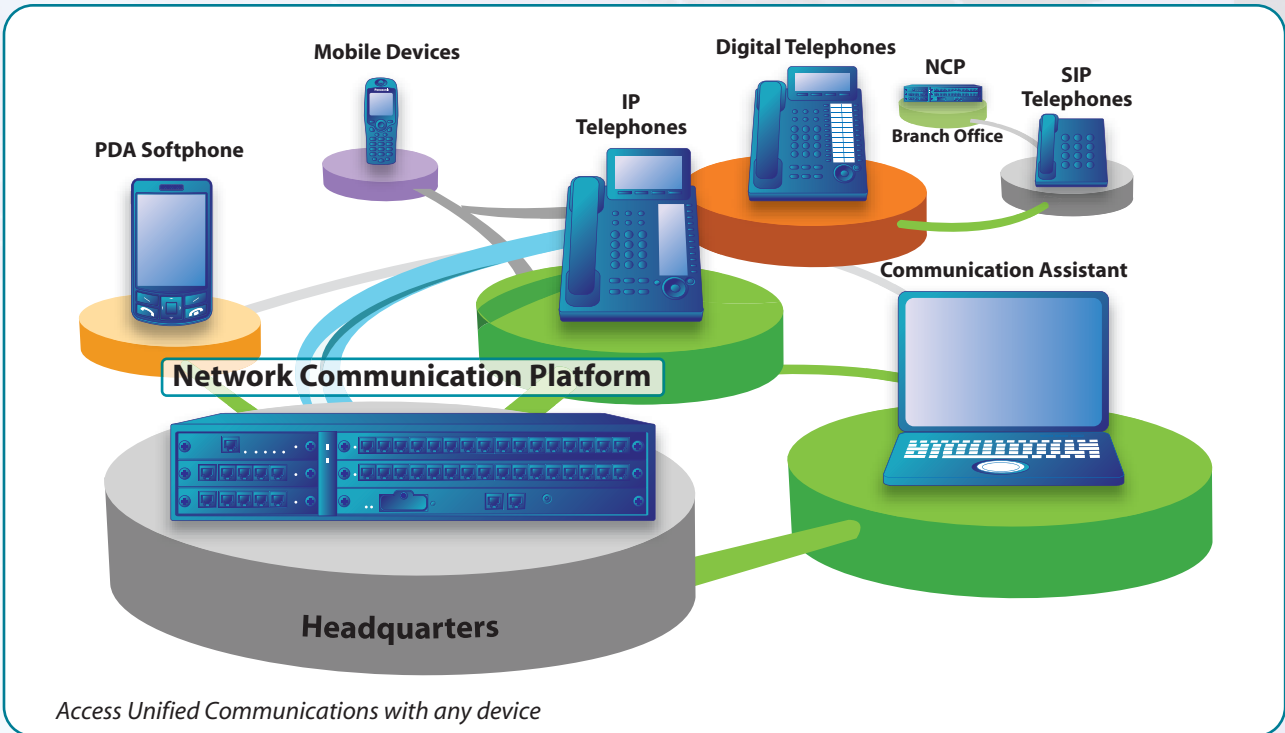 Mobile Devices
Digital Telephones
NCP
SIP
Telephones
IP
Telephones
Branch Office
PDA Softphone
Communication Assistant
Network Communication Platform
Headquarters
Access Unified Communications with any device